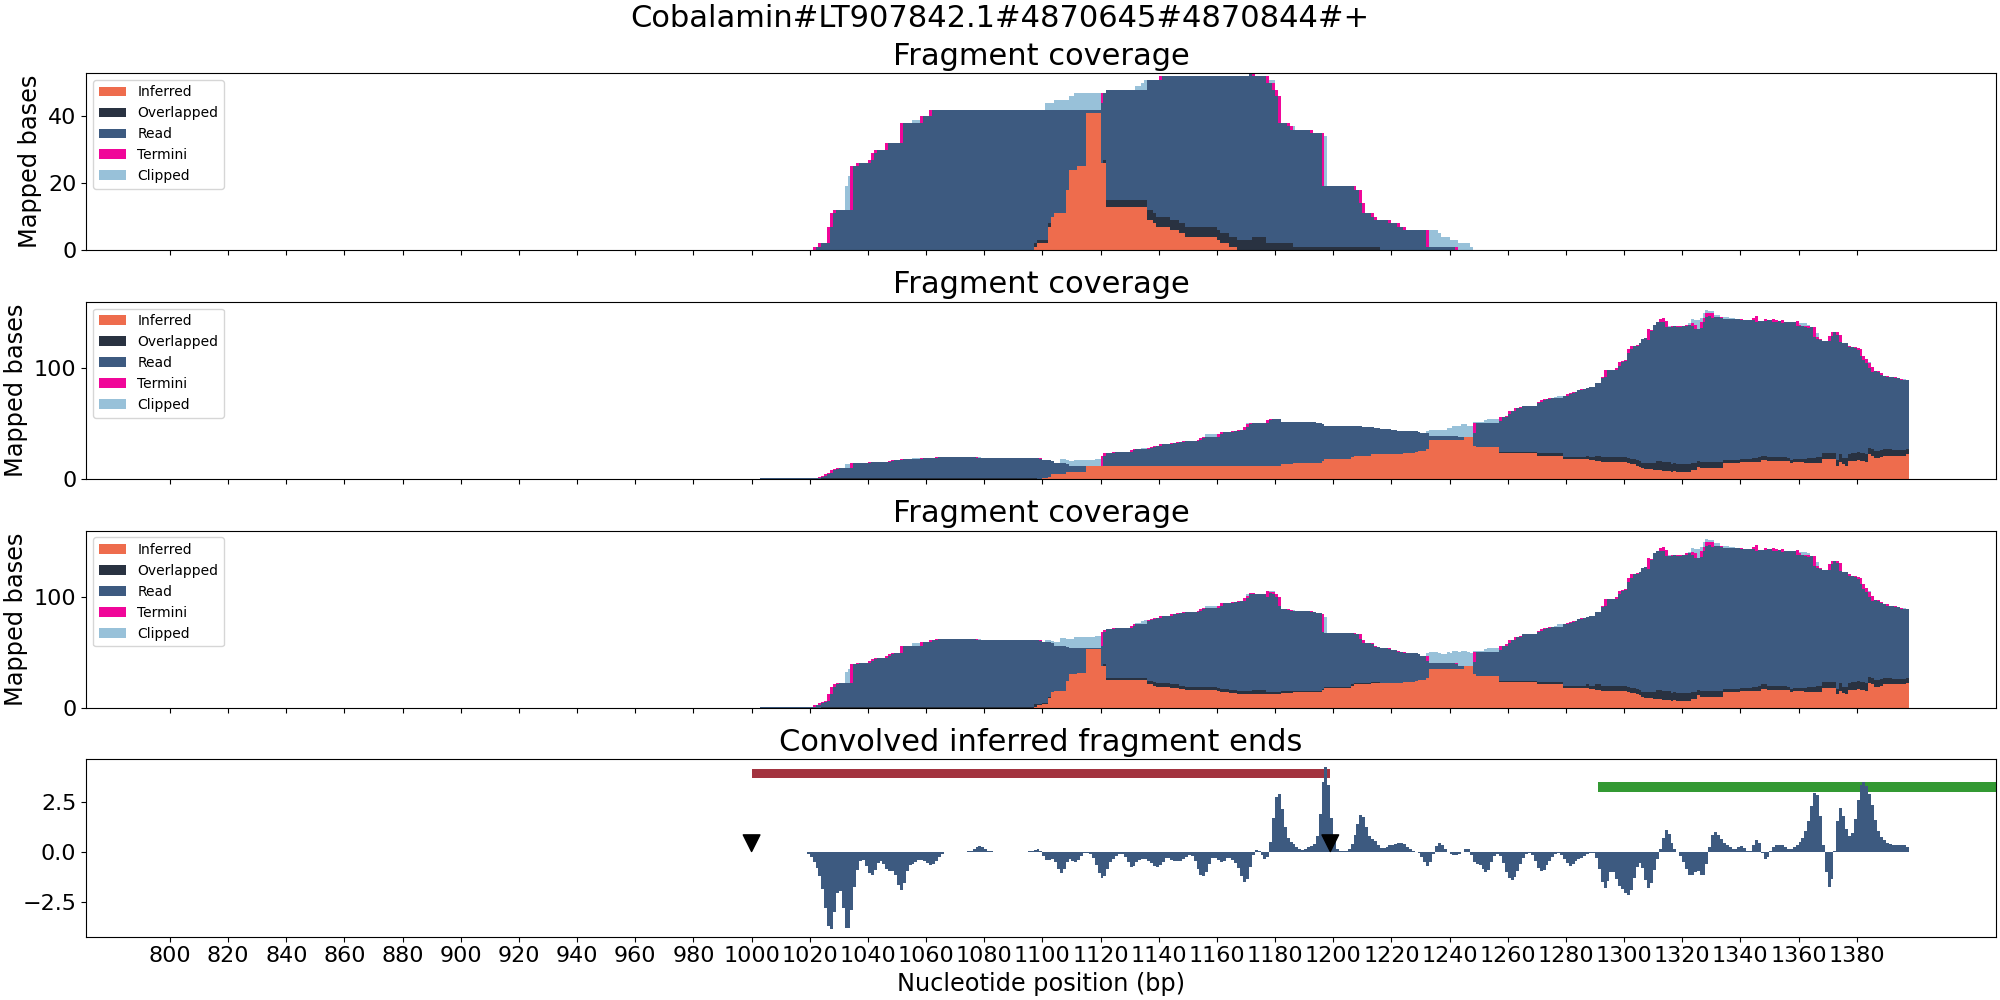 Cobalamin#LT907842.1#4870645#4870844#+
Fragment coverage
Mapped bases
40
20
0
Inferred
Overlapped
Read
Termini
Clipped
Fragment coverage
Mapped bases
100
0
Inferred
Overlapped
Read
Termini
Clipped
Fragment coverage
Mapped bases
100
0
Inferred
Overlapped
Read
Termini
Clipped
Convolved inferred fragment ends
2.5
0.0
−2.5
800 820 840 860 880 900 920 940 960 980 1000 1020 1040 1060 1080 1100 1120 1140 1160 1180 1200 1220 1240 1260 1280 1300 1320 1340 1360 1380
Nucleotide position (bp)